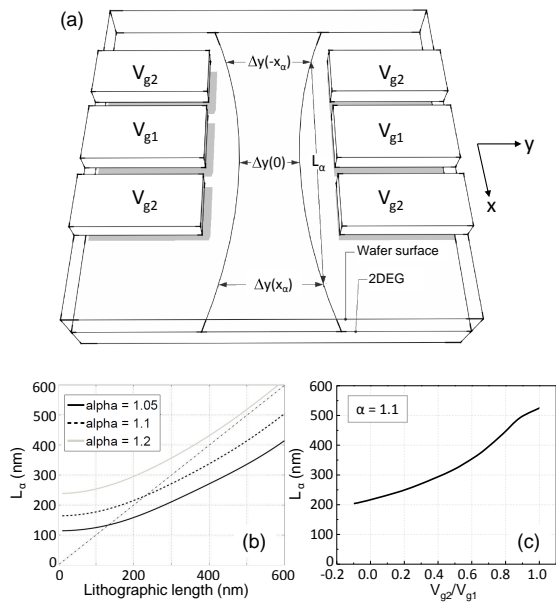 (a)
Δy(-xα)
Vg2
Vg2
Vg1
Δy(0)
Lα
Vg1
y
x
Vg2
Vg2
Wafer surface
Δy(xα)
2DEG
600
500
400
300
200
100
0
Lα (nm)
alpha = 1.05
alpha = 1.1
alpha = 1.2
(b)
0 200 400 600
Lithographic length (nm)
600
500
400
300
200
100
0
Lα (nm)
α = 1.1
(c)
-0.2 0.0 0.2 0.4 0.6 0.8 1.0
Vg2/Vg1